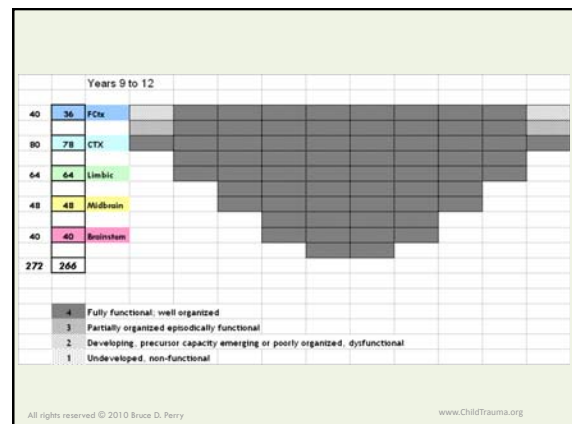 Years 9 to 12
40 36 FCtx
80 78 CTX
64 64 Limbic
48 48 Midbrain
40 40 Brainstem
272 266
4 Fully functional; well organized
3 Partially organized episodically functional
2 Developing, precursor capacity emerging or poorly organized, dysfunctional
1 Undeveloped, non-functional
All rights reserved © 2010 Bruce D. Perry www.ChildTrauma.org